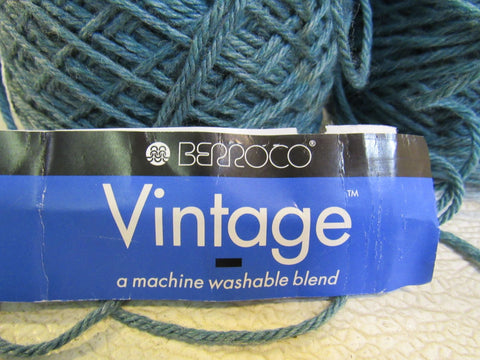 BERROCO®
Vintage™
a machine washable blend